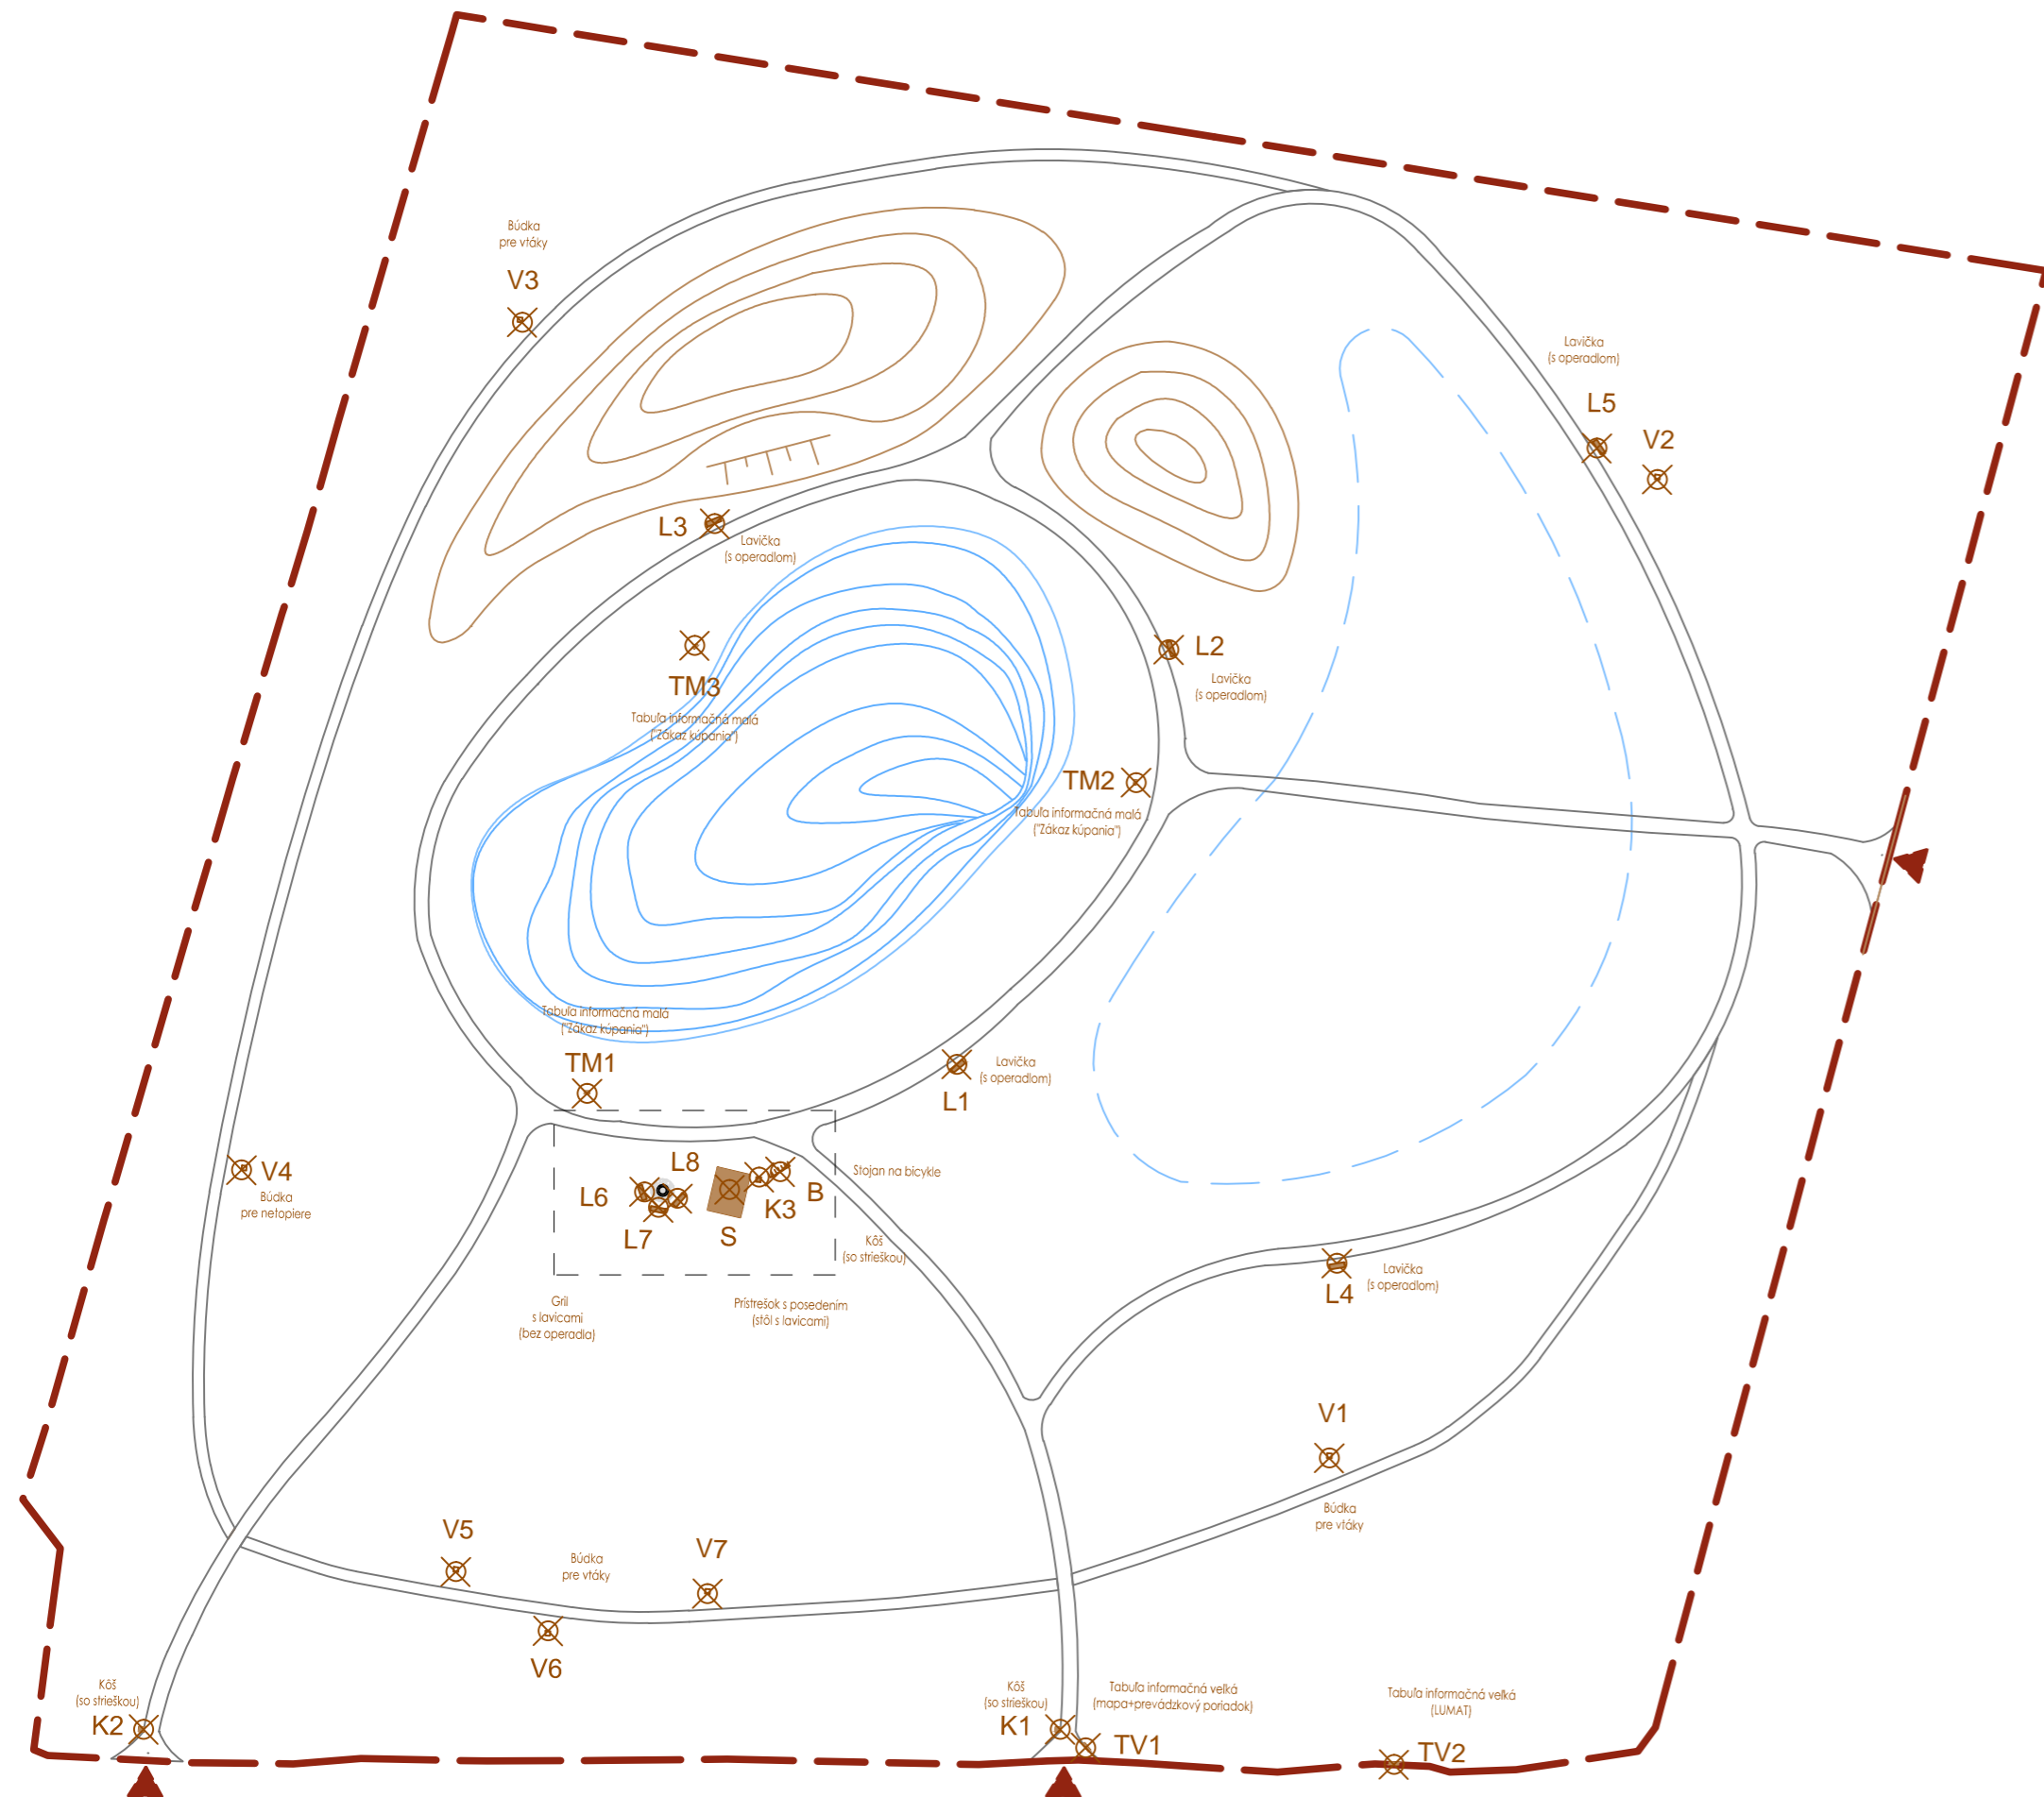 Búdka
pre vtáky
V3
Lavička
(s operadlom)
L5
V2
L3
Lavička
(s operadlom)
L2
Lavička
(s operadlom)
TM3
Tabuľa informačná malá
("Zákaz kúpania")
TM2
Tabuľa informačná malá
("Zákaz kúpania")
Tabuľa informačná malá
("Zákaz kúpania")
TM1
Lavička
(s operadlom)
L1
V4
Búdka
pre netopiere
L8
L6
L7
S
K3
B
Stojan na bicykle
Kôš
(so strieškou)
Gril
s lavicami
(bez operadla)
Prístrešok s posedením
(stôl s lavicami)
Lavička
(s operadlom)
L4
V1
Búdka
pre vtáky
V5
Búdka
pre vtáky
V7
V6
Kôš
(so strieškou)
K2
Kôš
(so strieškou)
K1
Tabuľa informačná veľká
(mapa+prevádzkový poriadok)
TV1
Tabuľa informačná veľká
(LUMAT)
TV2